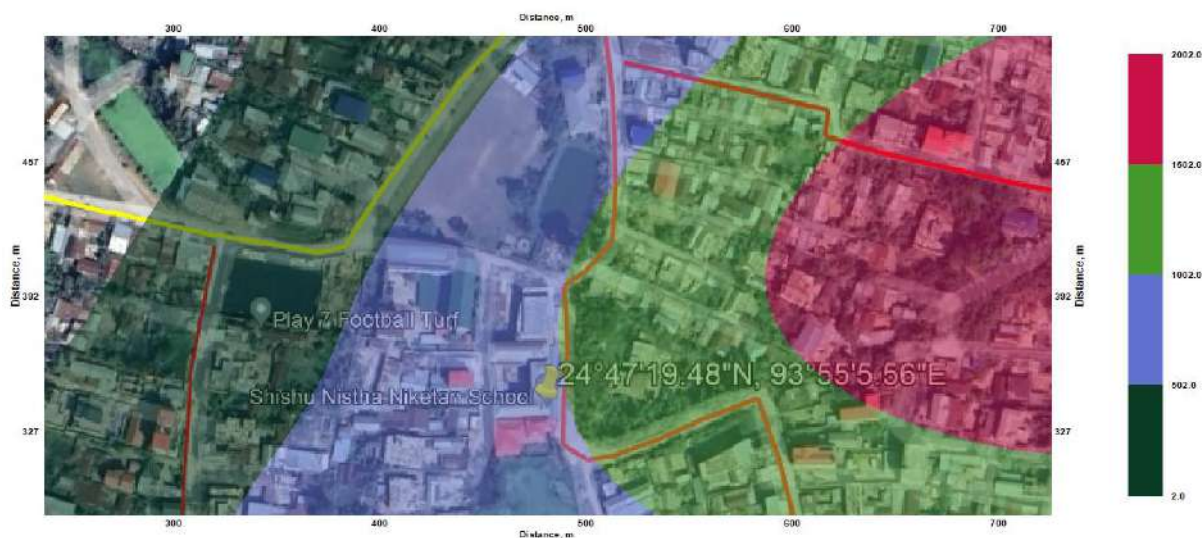 Distance, m
300 400 500 600 700
2002.0
457 457
1502.0
Distance, m
Distance, m
1002.0
392 392
Play 7 Football Turf
24°47'19.48"N, 93°55'5.56"E
Shishu Nistha Niketan School
502.0
327 327
2.0
300 400 500 600 700
Distance, m